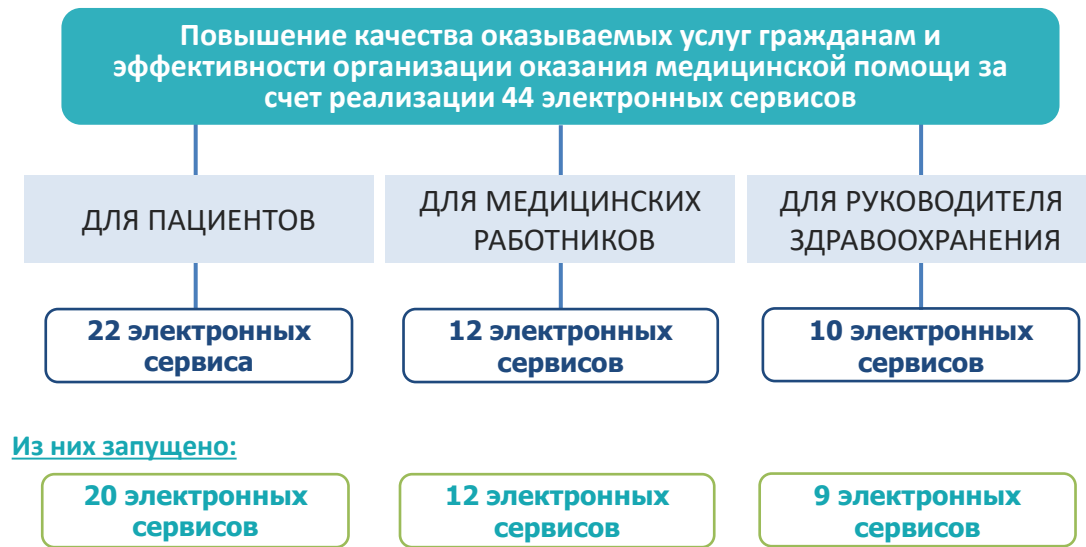 Повышение качества оказываемых услуг гражданам и
эффективности организации оказания медицинской помощи за
счет реализации 44 электронных сервисов
ДЛЯ ПАЦИЕНТОВ
ДЛЯ МЕДИЦИНСКИХ
РАБОТНИКОВ
ДЛЯ РУКОВОДИТЕЛЯ
ЗДРАВООХРАНЕНИЯ
22 электронных
сервиса
12 электронных
сервисов
10 электронных
сервисов
Из них запущено:
20 электронных
сервисов
12 электронных
сервисов
9 электронных
сервисов